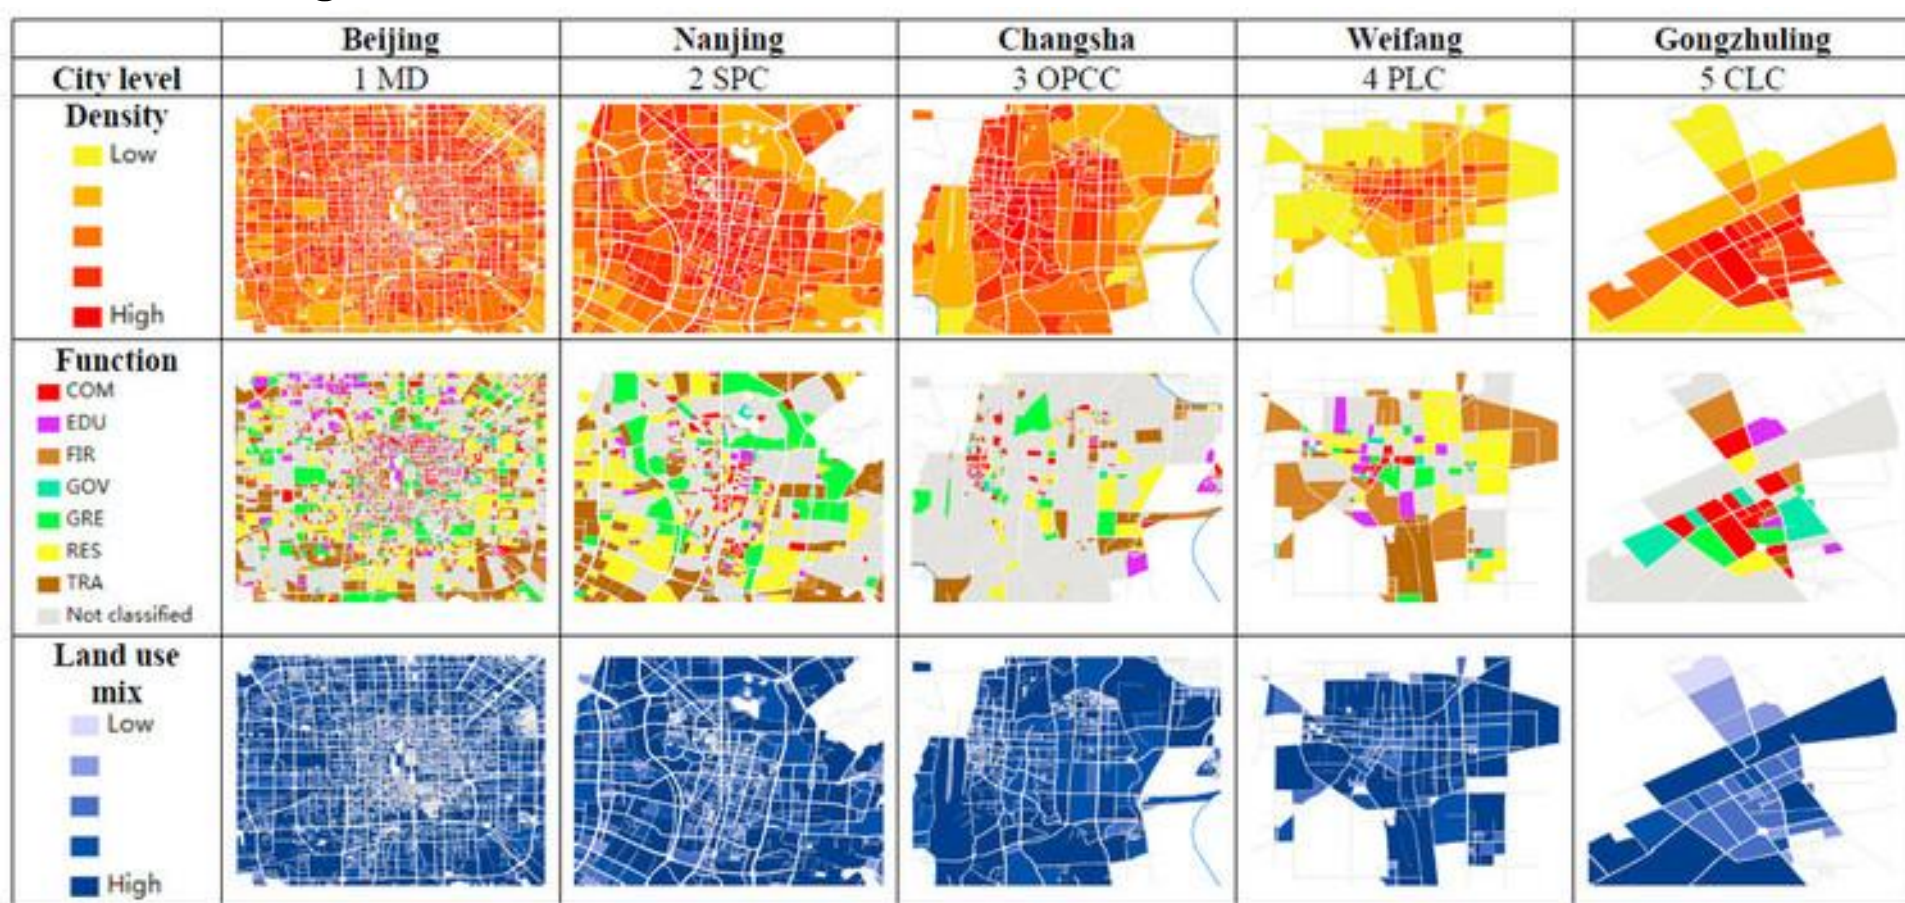 Beijing Nanjing Changsha Weifang Gongzhuling
City level 1 MD 2 SPC 3 OPCC 4 PLC 5 CLC
Density
Low
High
Function
COM
EDU
FIR
GOV
GRE
RES
TRA
Not classified
Land use
mix
Low
High